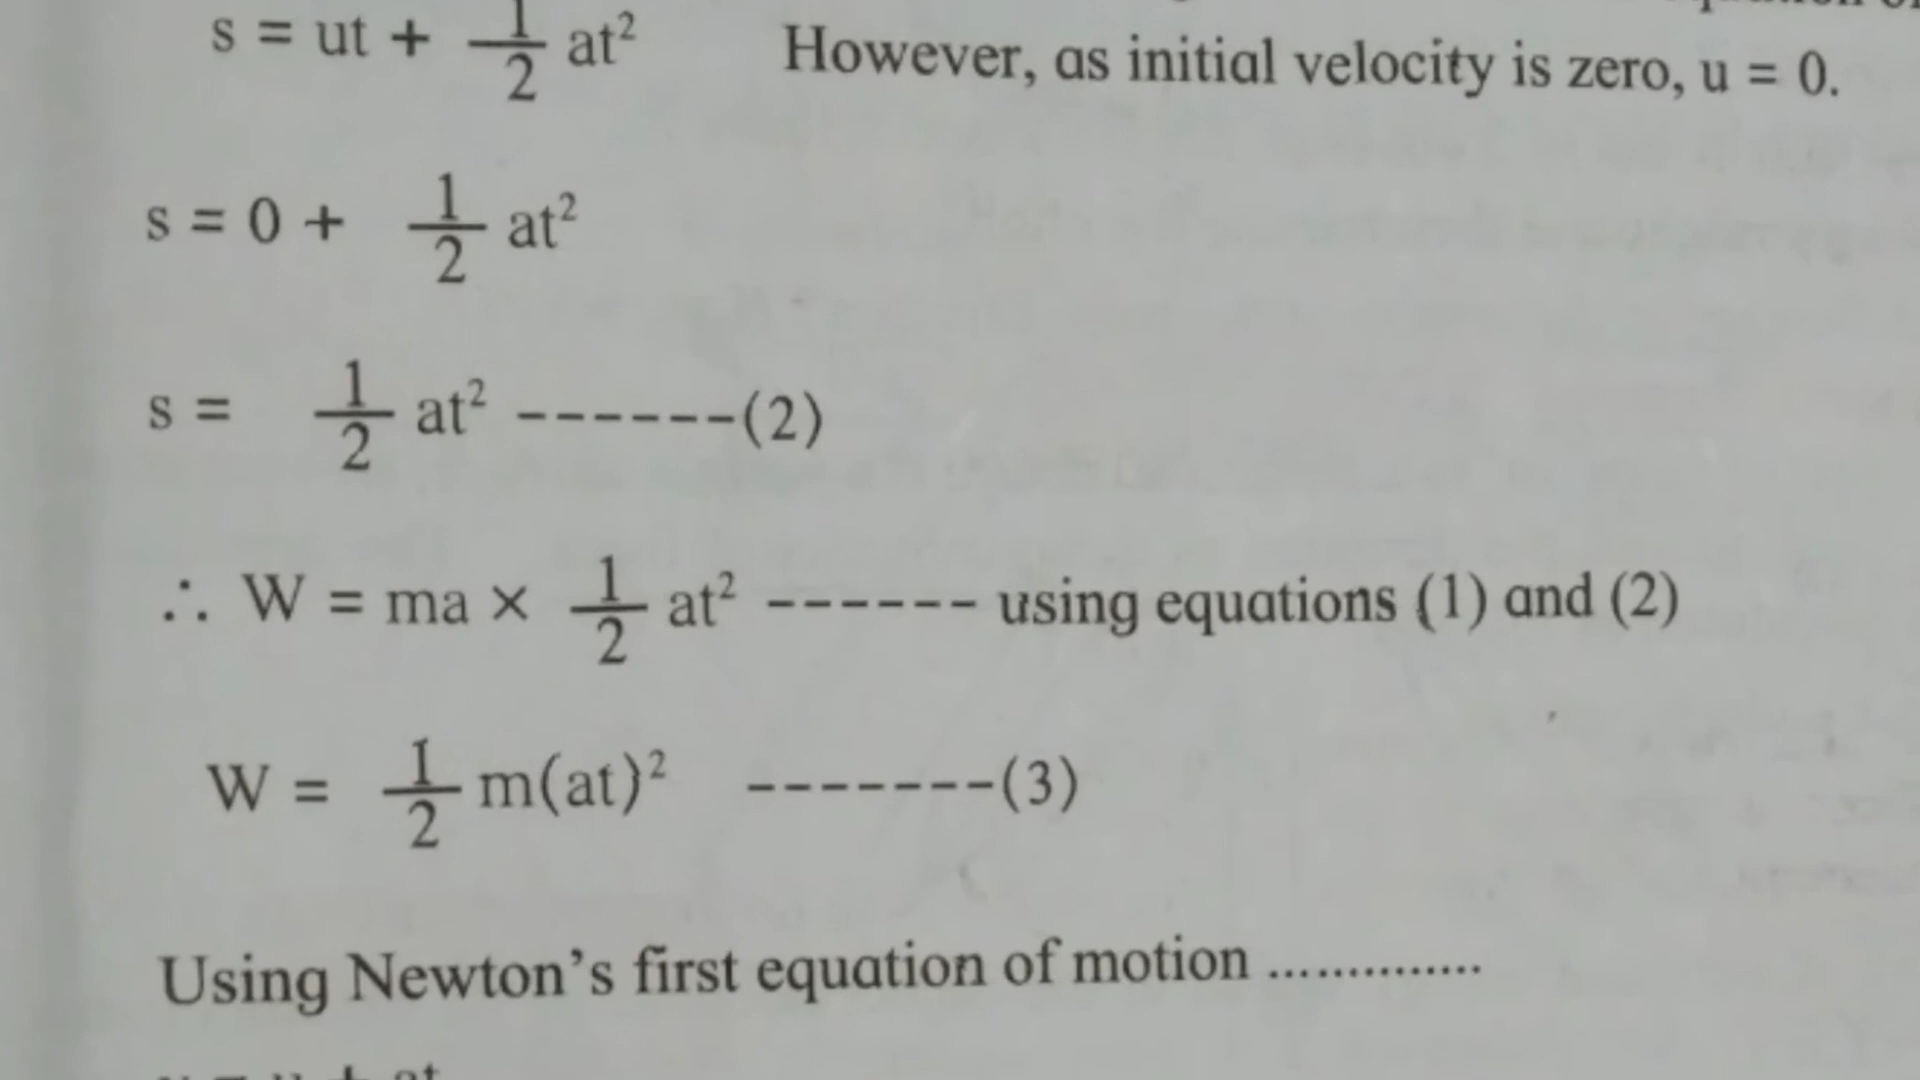 s = ut + 1/2 at² However, as initial velocity is zero, u = 0.
s = 0 + 1/2 at²
s = 1/2 at² ------(2)
∴ W = ma × 1/2 at² ------ using equations (1) and (2)
W = 1/2 m(at)² -------(3)
Using Newton’s first equation of motion ..............